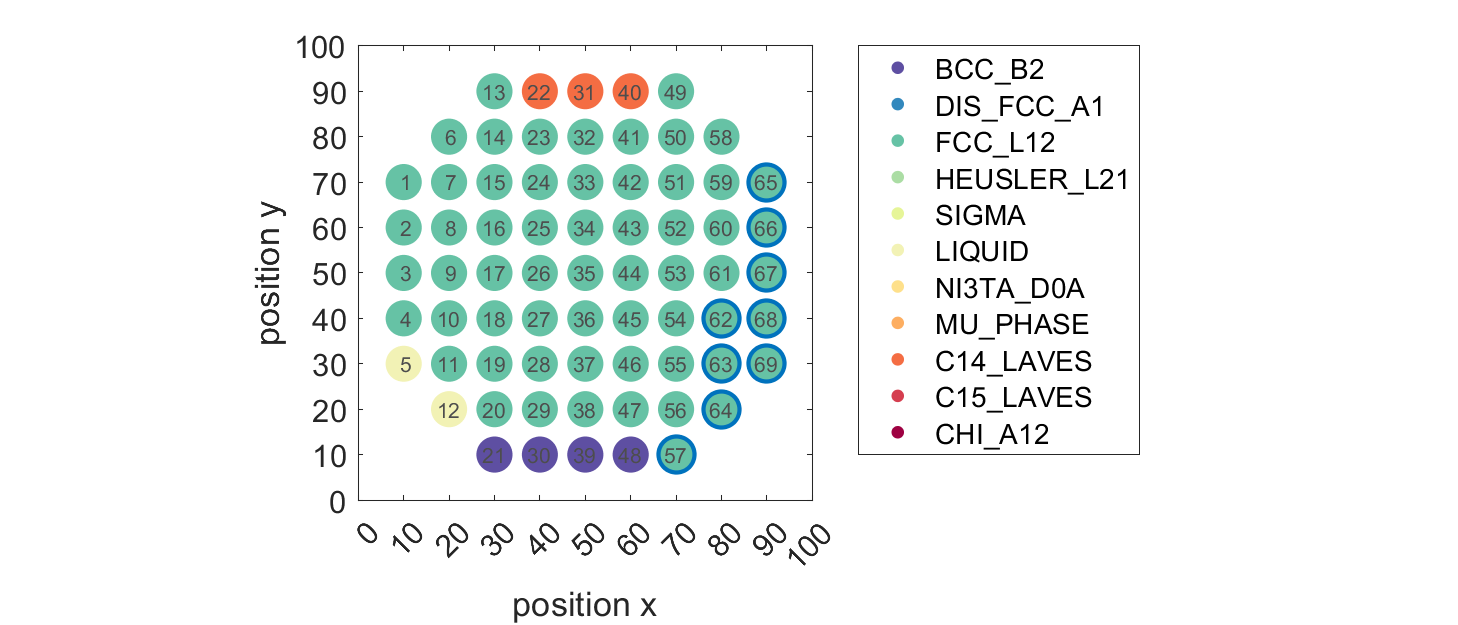 100
90
80
70
60
50
40
30
20
10
0
position y
13 22 31 40 49
6 14 23 32 41 50 58
1 7 15 24 33 42 51 59 65
2 8 16 25 34 43 52 60 66
3 9 17 26 35 44 53 61 67
4 10 18 27 36 45 54 62 68
5 11 19 28 37 46 55 63 69
12 20 29 38 47 56 64
21 30 39 48 57
0 10 20 30 40 50 60 70 80 90 100
position x
BCC_B2
DIS_FCC_A1
FCC_L12
HEUSLER_L21
SIGMA
LIQUID
NI3TA_D0A
MU_PHASE
C14_LAVES
C15_LAVES
CHI_A12